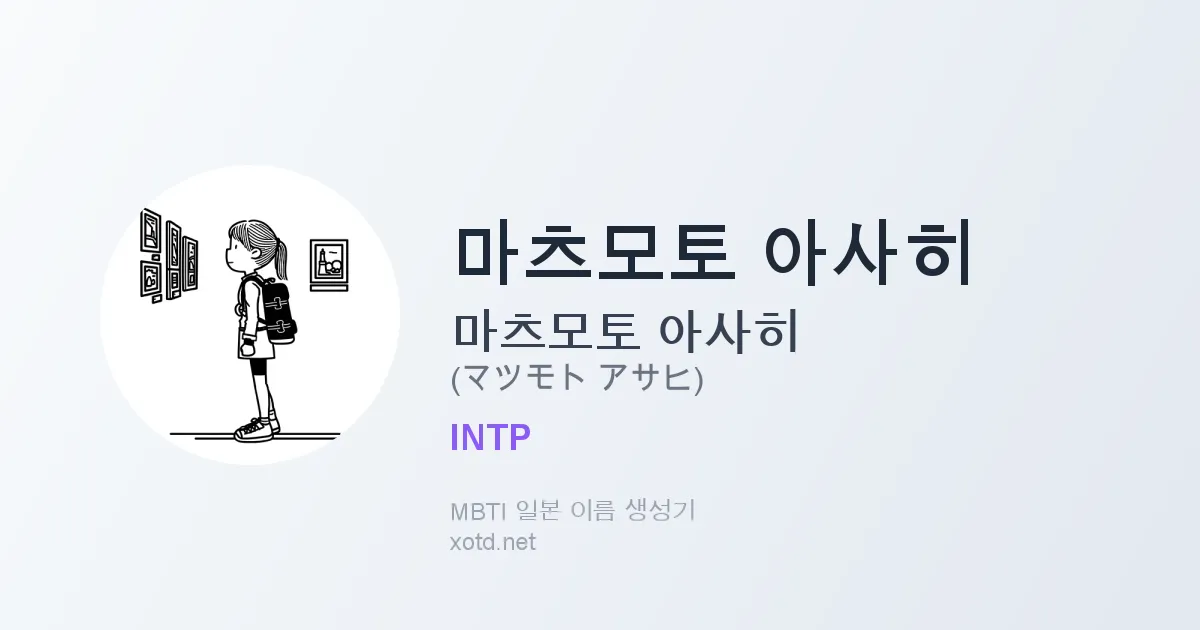 마츠모토 아사히
마츠모토 아사히
(マツモト アサヒ)
INTP
MBTI 일본 이름 생성기
xotd.net